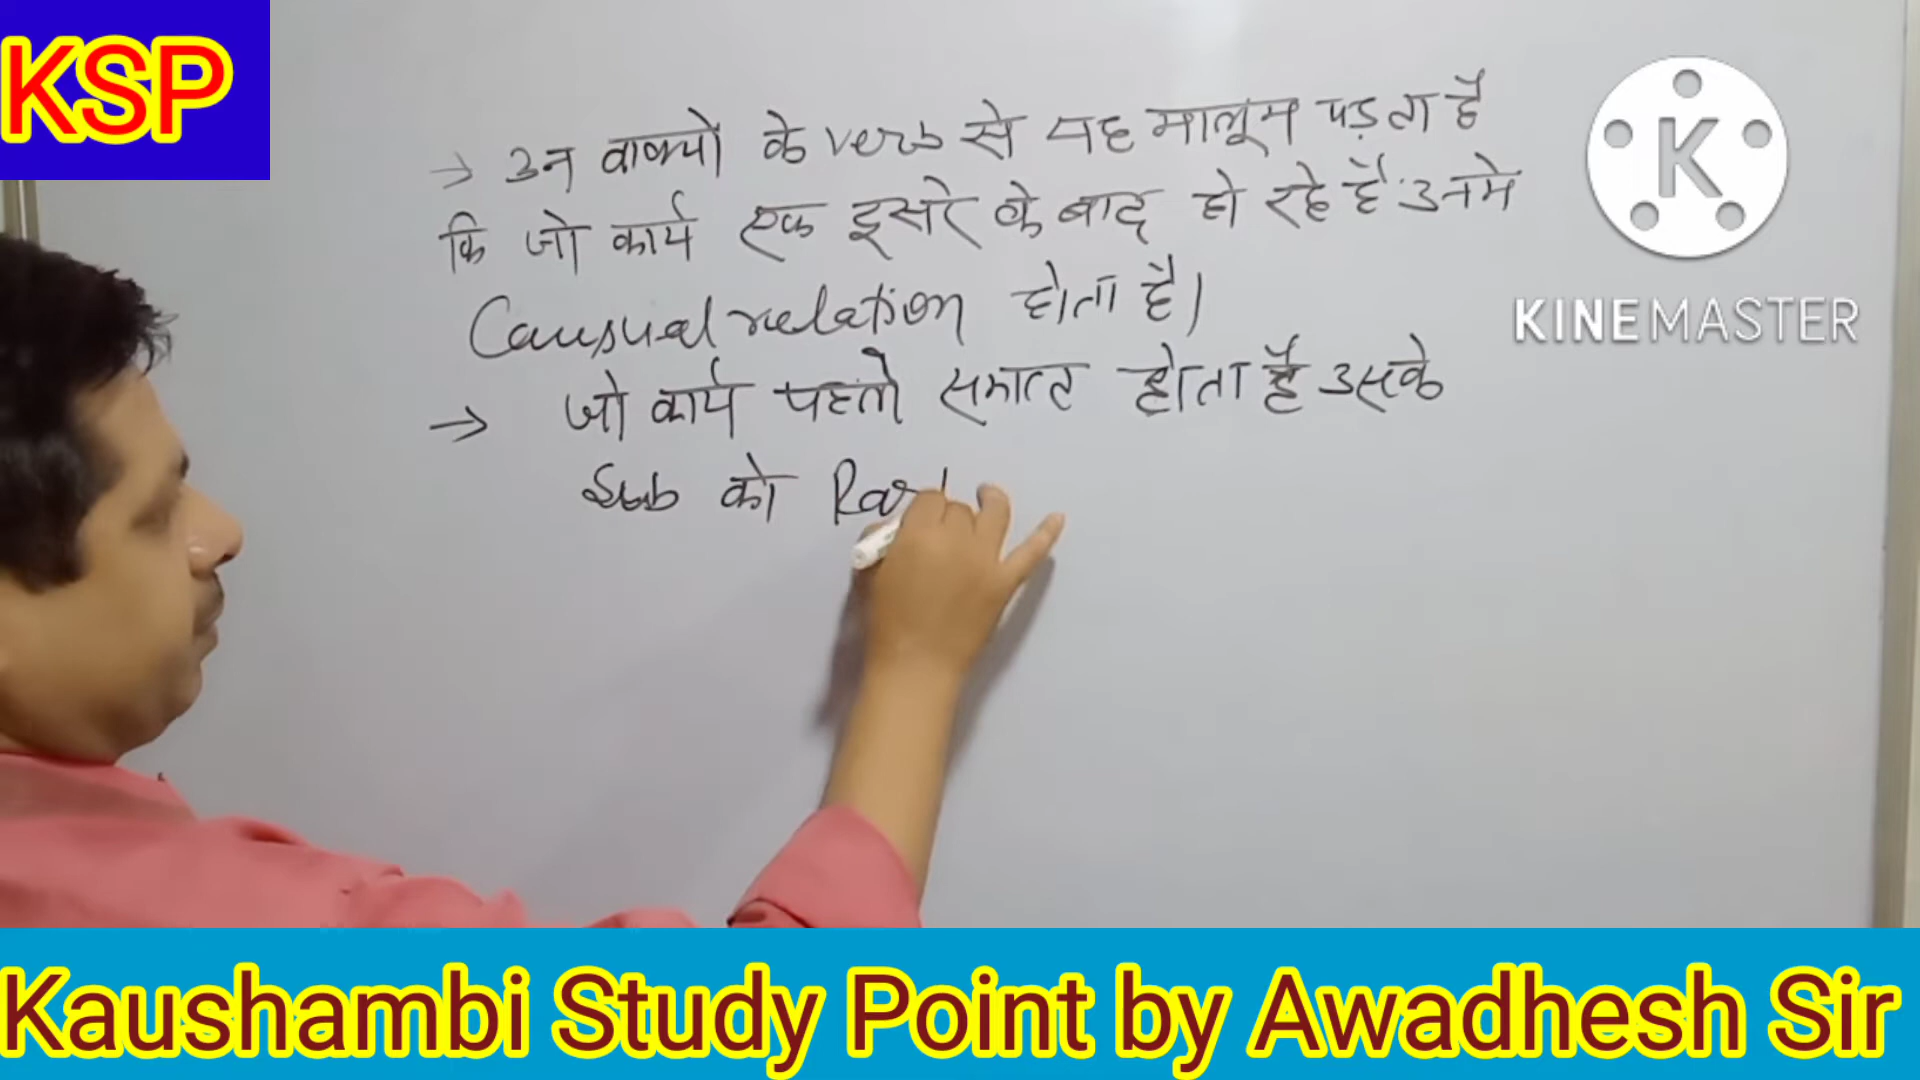 KSP
→ उन वाक्यो के verb से यह मालूम पड़ता है
कि जो कार्य एक दूसरे के बाद हो रहे है उनमे
Causual relation होता है।
→ जो कार्य पहले समाप्त होता है उसके
Sub को
KINEMASTER
Kaushambi Study Point by Awadhesh Sir